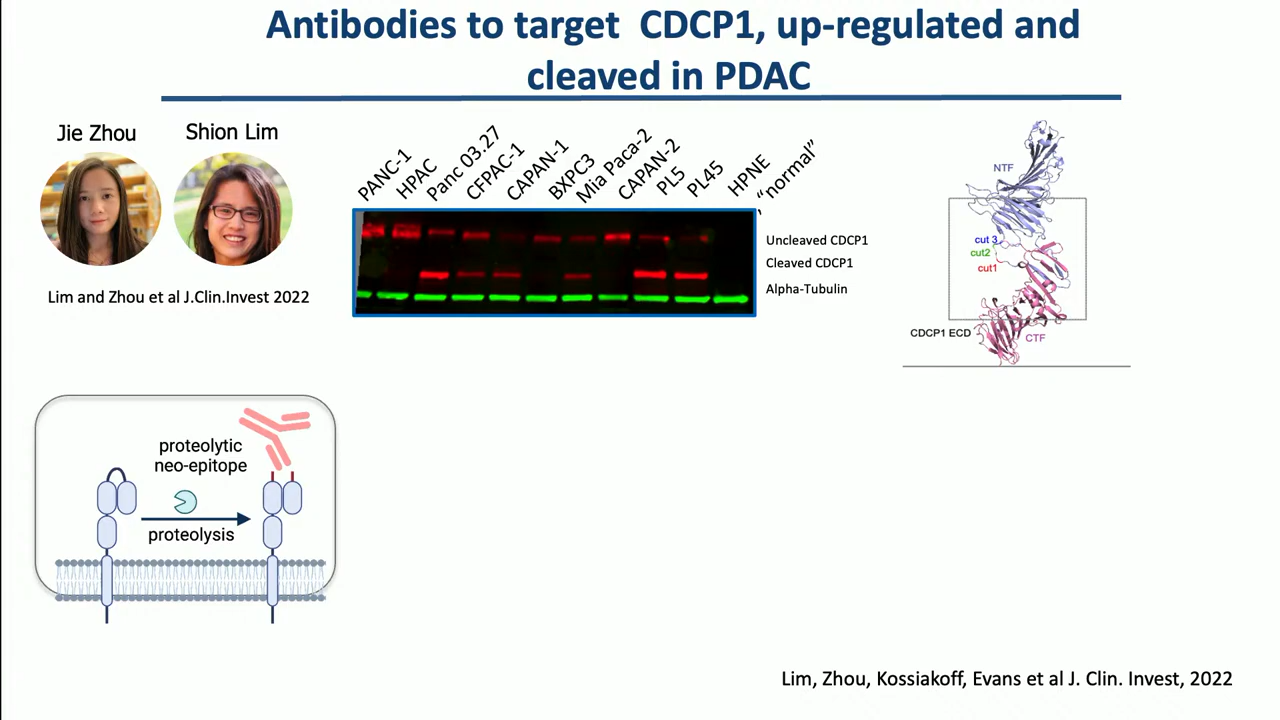 Antibodies to target CDCP1, up-regulated and
cleaved in PDAC
Jie Zhou
Shion Lim
Lim and Zhou et al J.Clin.Invest 2022
PANC-1
HPAC
Panc 03.27
CFPAC-1
CAPAN-1
BXPC3
Mia Paca-2
CAPAN-2
PL5
PL45
HPNE
“normal”
Uncleaved CDCP1
Cleaved CDCP1
Alpha-Tubulin
NTF
cut 3
cut2
cut1
CDCP1 ECD
CTF
proteolytic
neo-epitope
proteolysis
Lim, Zhou, Kossiakoff, Evans et al J. Clin. Invest, 2022